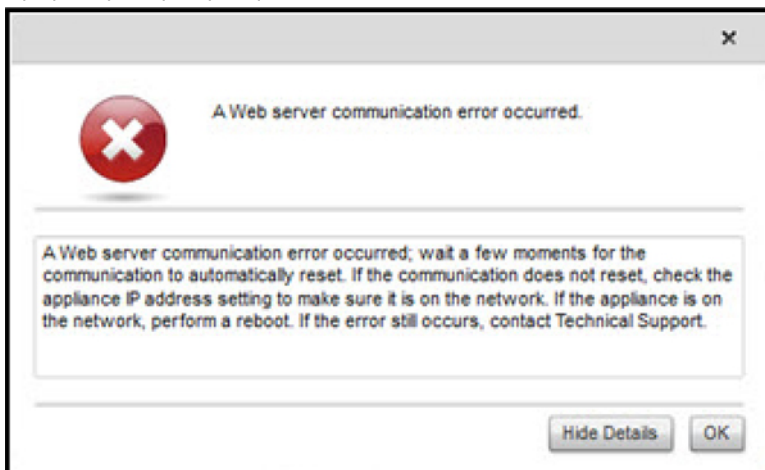 A Web server communication error occurred.
A Web server communication error occurred; wait a few moments for the
communication to automatically reset. If the communication does not reset, check the
appliance IP address setting to make sure it is on the network. If the appliance is on
the network, perform a reboot. If the error still occurs, contact Technical Support.
Hide Details
OK